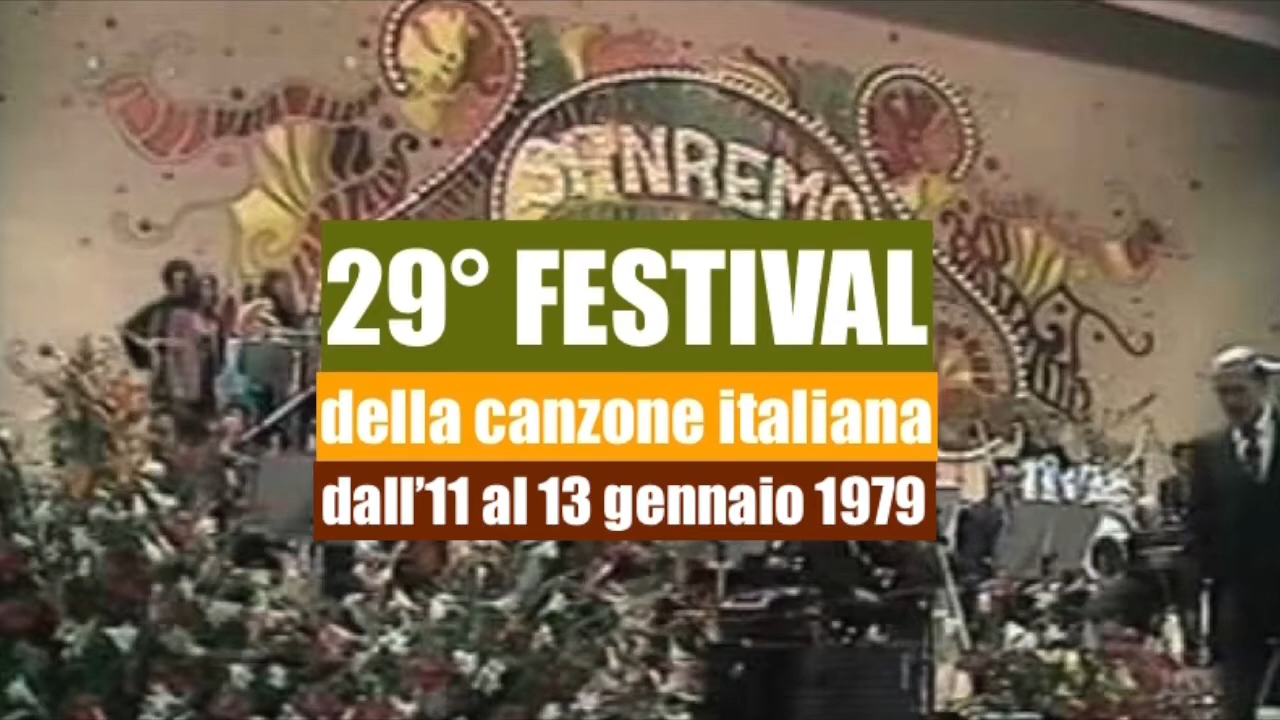 SANREMO
29° FESTIVAL
della canzone italiana
dall’11 al 13 gennaio 1979